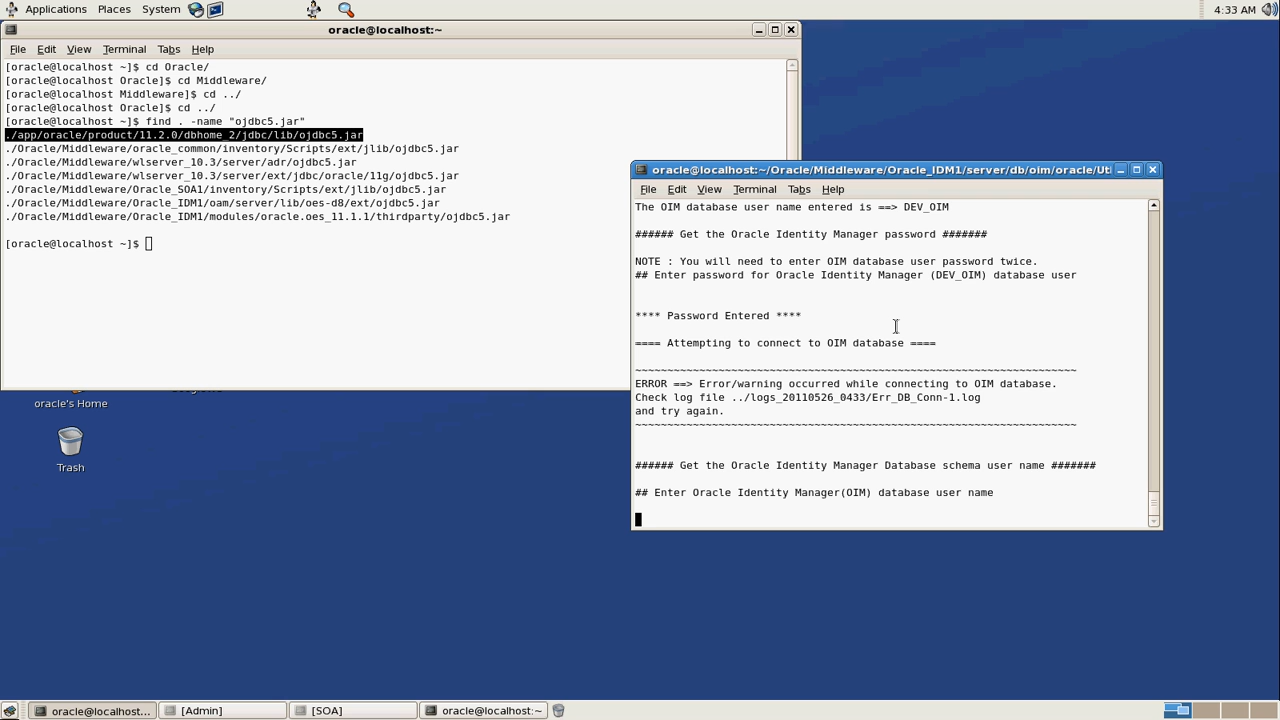 Applications Places System
4:33 AM
oracle@localhost:~
File Edit View Terminal Tabs Help
[oracle@localhost ~]$ cd Oracle/
[oracle@localhost Oracle]$ cd Middleware/
[oracle@localhost Middleware]$ cd ../
[oracle@localhost Oracle]$ cd ../
[oracle@localhost ~]$ find . -name "ojdbc5.jar"
./app/oracle/product/11.2.0/dbhome_2/jdbc/lib/ojdbc5.jar
./Oracle/Middleware/oracle_common/inventory/Scripts/ext/jlib/ojdbc5.jar
./Oracle/Middleware/wlserver_10.3/server/adr/ojdbc5.jar
./Oracle/Middleware/wlserver_10.3/server/ext/jdbc/oracle/11g/ojdbc5.jar
./Oracle/Middleware/Oracle_SOA1/inventory/Scripts/ext/jlib/ojdbc5.jar
./Oracle/Middleware/Oracle_IDM1/oam/server/lib/oes-d8/ext/ojdbc5.jar
./Oracle/Middleware/Oracle_IDM1/modules/oracle.oes_11.1.1/thirdparty/ojdbc5.jar
[oracle@localhost ~]$
oracle@localhost:~/Oracle/Middleware/Oracle_IDM1/server/db/oim/oracle/Uti
File Edit View Terminal Tabs Help
The OIM database user name entered is ==> DEV_OIM
###### Get the Oracle Identity Manager password #######
NOTE : You will need to enter OIM database user password twice.
## Enter password for Oracle Identity Manager (DEV_OIM) database user
**** Password Entered ****
==== Attempting to connect to OIM database ====
~~~~~~~~~~~~~~~~~~~~~~~~~~~~~~~~~~~~~~~~~~~~~~~~~~~~~~~~~~~~~~~~~~~~~
ERROR ==> Error/warning occurred while connecting to OIM database.
Check log file ../logs_20110526_0433/Err_DB_Conn-1.log
and try again.
~~~~~~~~~~~~~~~~~~~~~~~~~~~~~~~~~~~~~~~~~~~~~~~~~~~~~~~~~~~~~~~~~~~~~
###### Get the Oracle Identity Manager Database schema user name #######
## Enter Oracle Identity Manager(OIM) database user name
oracle's Home
Trash
oracle@localhost... [Admin] [SOA] oracle@localhost:~